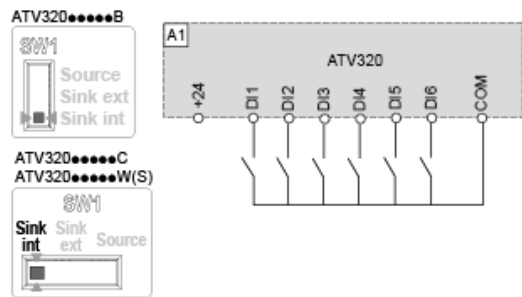 ATV320●●●●●B
SW1
Source
Sink ext
Sink int
ATV320●●●●●C
ATV320●●●●●W(S)
SW1
Sink int
Sink ext
Source
A1
ATV320
+24
DI1
DI2
DI3
DI4
DI5
DI6
COM